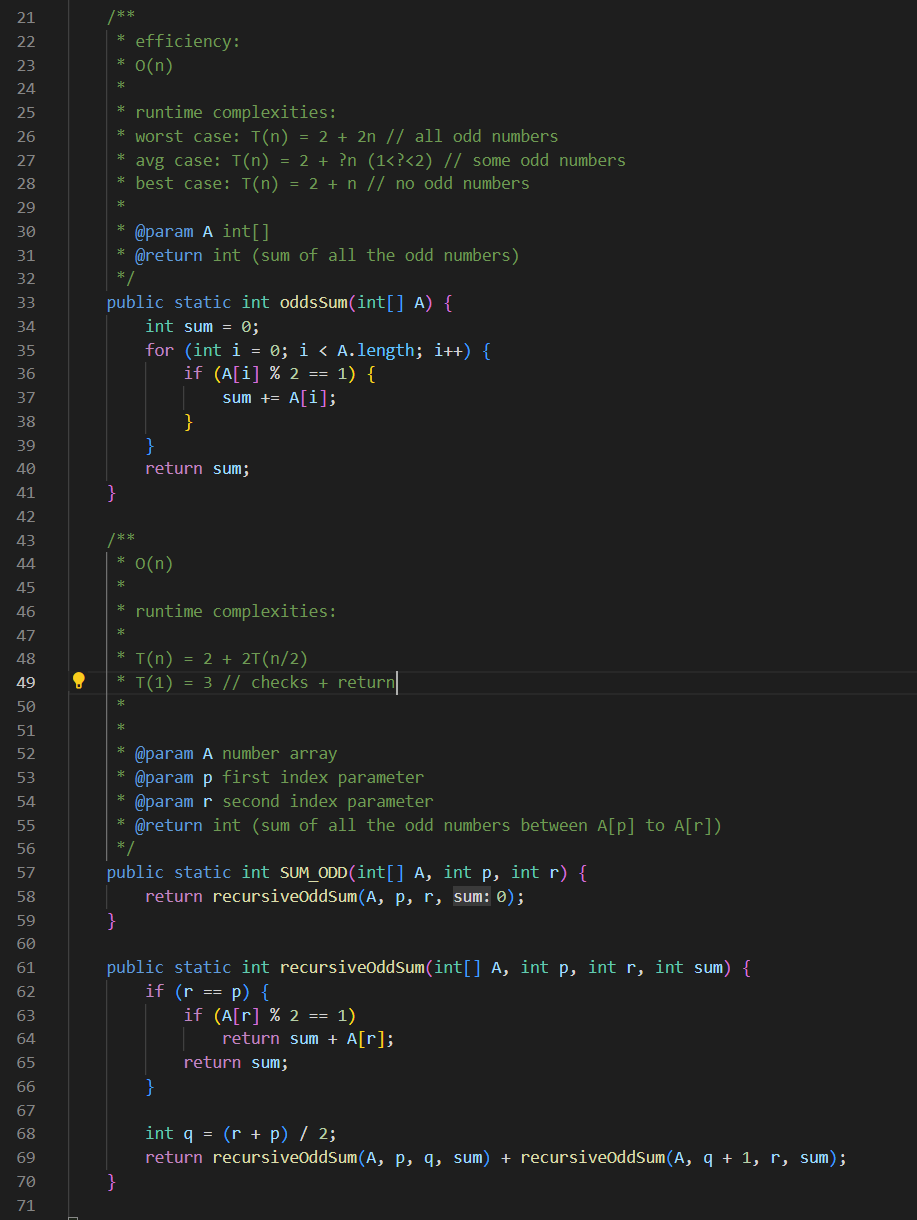 21 /**
22  * efficiency:
23  * O(n)
24  *
25  * runtime complexities:
26  * worst case: T(n) = 2 + 2n // all odd numbers
27  * avg case: T(n) = 2 + ?n (1<?<2) // some odd numbers
28  * best case: T(n) = 2 + n // no odd numbers
29  *
30  * @param A int[]
31  * @return int (sum of all the odd numbers)
32  */
33 public static int oddsSum(int[] A) {
34     int sum = 0;
35     for (int i = 0; i < A.length; i++) {
36         if (A[i] % 2 == 1) {
37             sum += A[i];
38         }
39     }
40     return sum;
41 }
42
43 /**
44  * O(n)
45  *
46  * runtime complexities:
47  *
48  * T(n) = 2 + 2T(n/2)
49  * T(1) = 3 // checks + return
50  *
51  *
52  * @param A number array
53  * @param p first index parameter
54  * @param r second index parameter
55  * @return int (sum of all the odd numbers between A[p] to A[r])
56  */
57 public static int SUM_ODD(int[] A, int p, int r) {
58     return recursiveOddSum(A, p, r, sum: 0);
59 }
60
61 public static int recursiveOddSum(int[] A, int p, int r, int sum) {
62     if (r == p) {
63         if (A[r] % 2 == 1)
64             return sum + A[r];
65         return sum;
66     }
67
68     int q = (r + p) / 2;
69     return recursiveOddSum(A, p, q, sum) + recursiveOddSum(A, q + 1, r, sum);
70 }
71